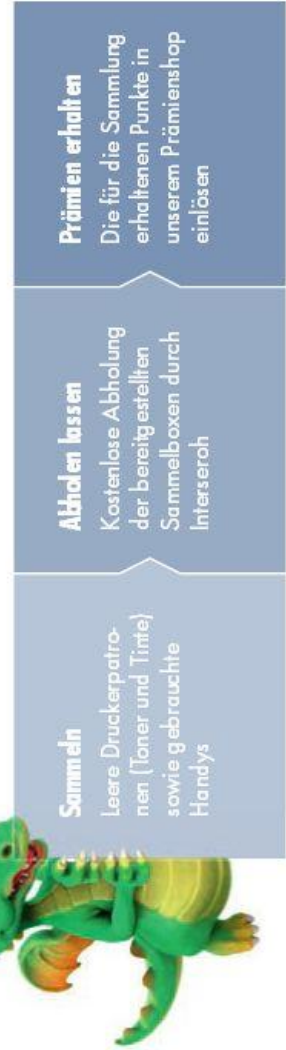 Sammeln
Leere Druckerpatro-
nen (Toner und Tinte)
sowie gebrauchte
Handys
Abholen lassen
Kostenlose Abholung
der bereitgestellten
Sammelboxen durch
Interseroh
Prämien erhalten
Die für die Sammlung
erhaltenen Punkte in
unserem Prämienshop
einlösen